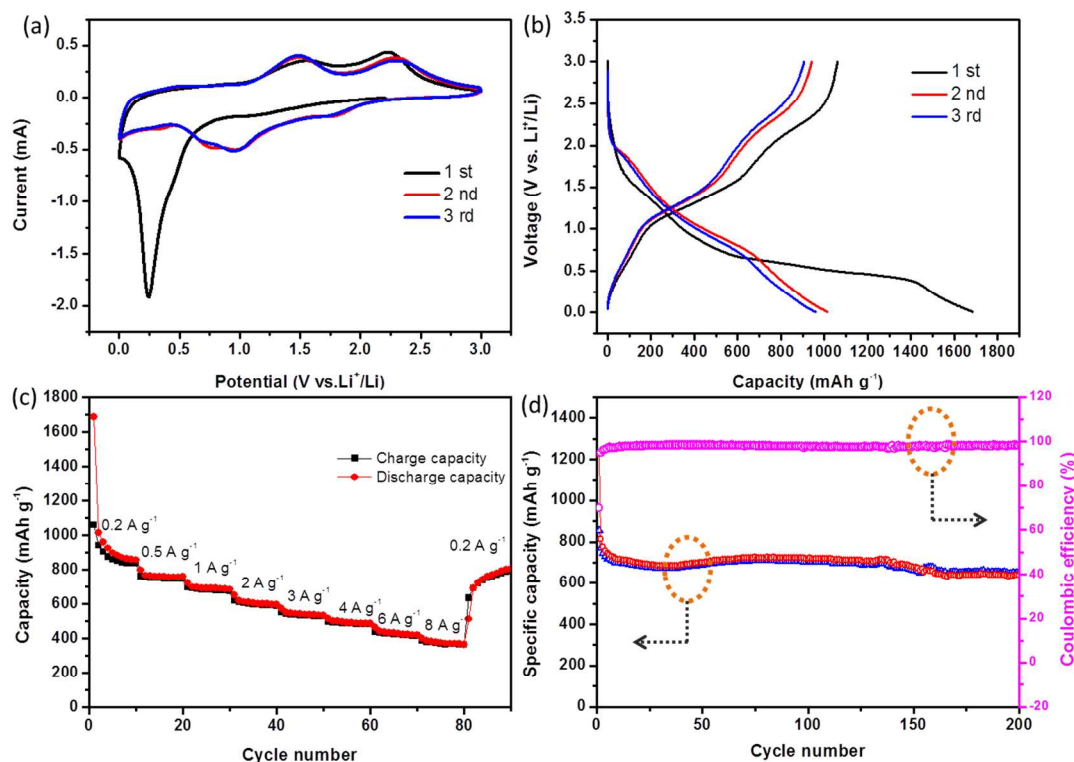 (a)
0.5
0.0
-0.5
-1.0
-1.5
-2.0
Current (mA)
1 st
2 nd
3 rd
0.0 0.5 1.0 1.5 2.0 2.5 3.0
Potential (V vs.Li⁺/Li)
(b)
3.0
2.5
2.0
1.5
1.0
0.5
0.0
Voltage (V vs. Li⁺/Li)
1 st
2 nd
3 rd
0 200 400 600 800 1000 1200 1400 1600 1800
Capacity (mAh g⁻¹)
(c)
1800
1600
1400
1200
1000
800
600
400
200
0
Capacity (mAh g⁻¹)
Charge capacity
Discharge capacity
0.2 A g⁻¹
0.5 A g⁻¹
1 A g⁻¹
2 A g⁻¹
3 A g⁻¹
4 A g⁻¹
6 A g⁻¹
8 A g⁻¹
0.2 A g⁻¹
0 20 40 60 80
Cycle number
(d)
1400
1200
1000
800
600
400
200
0
Specific capacity (mAh g⁻¹)
120
100
80
60
40
20
0
-20
Coulombic efficiency (%)
0 50 100 150 200
Cycle number